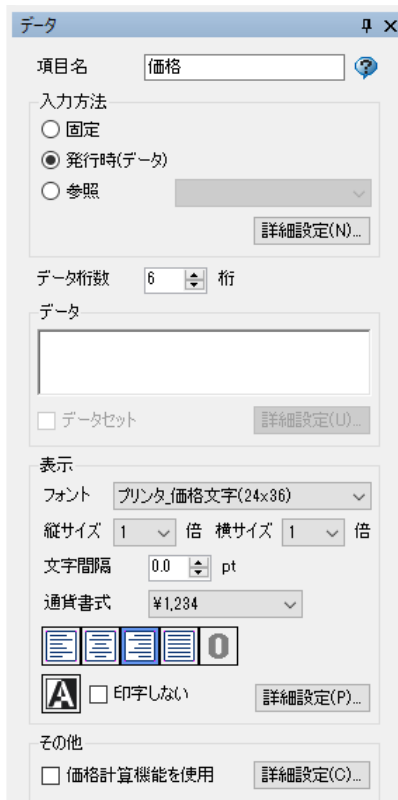 データ
項目名 価格
入力方法
固定
発行時(データ)
参照
詳細設定(N)...
データ桁数 6 桁
データ
データセット 詳細設定(U)...
表示
フォント プリンタ_価格文字(24×36)
縦サイズ 1 倍 横サイズ 1 倍
文字間隔 0.0 pt
通貨書式 ¥1,234
0
A 印字しない 詳細設定(P)...
その他
価格計算機能を使用 詳細設定(C)...